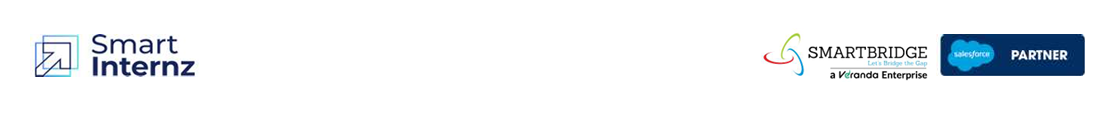 Smart
Internz
SMARTBRIDGE
Let's Bridge the Gap
a Veranda Enterprise
salesforce
PARTNER